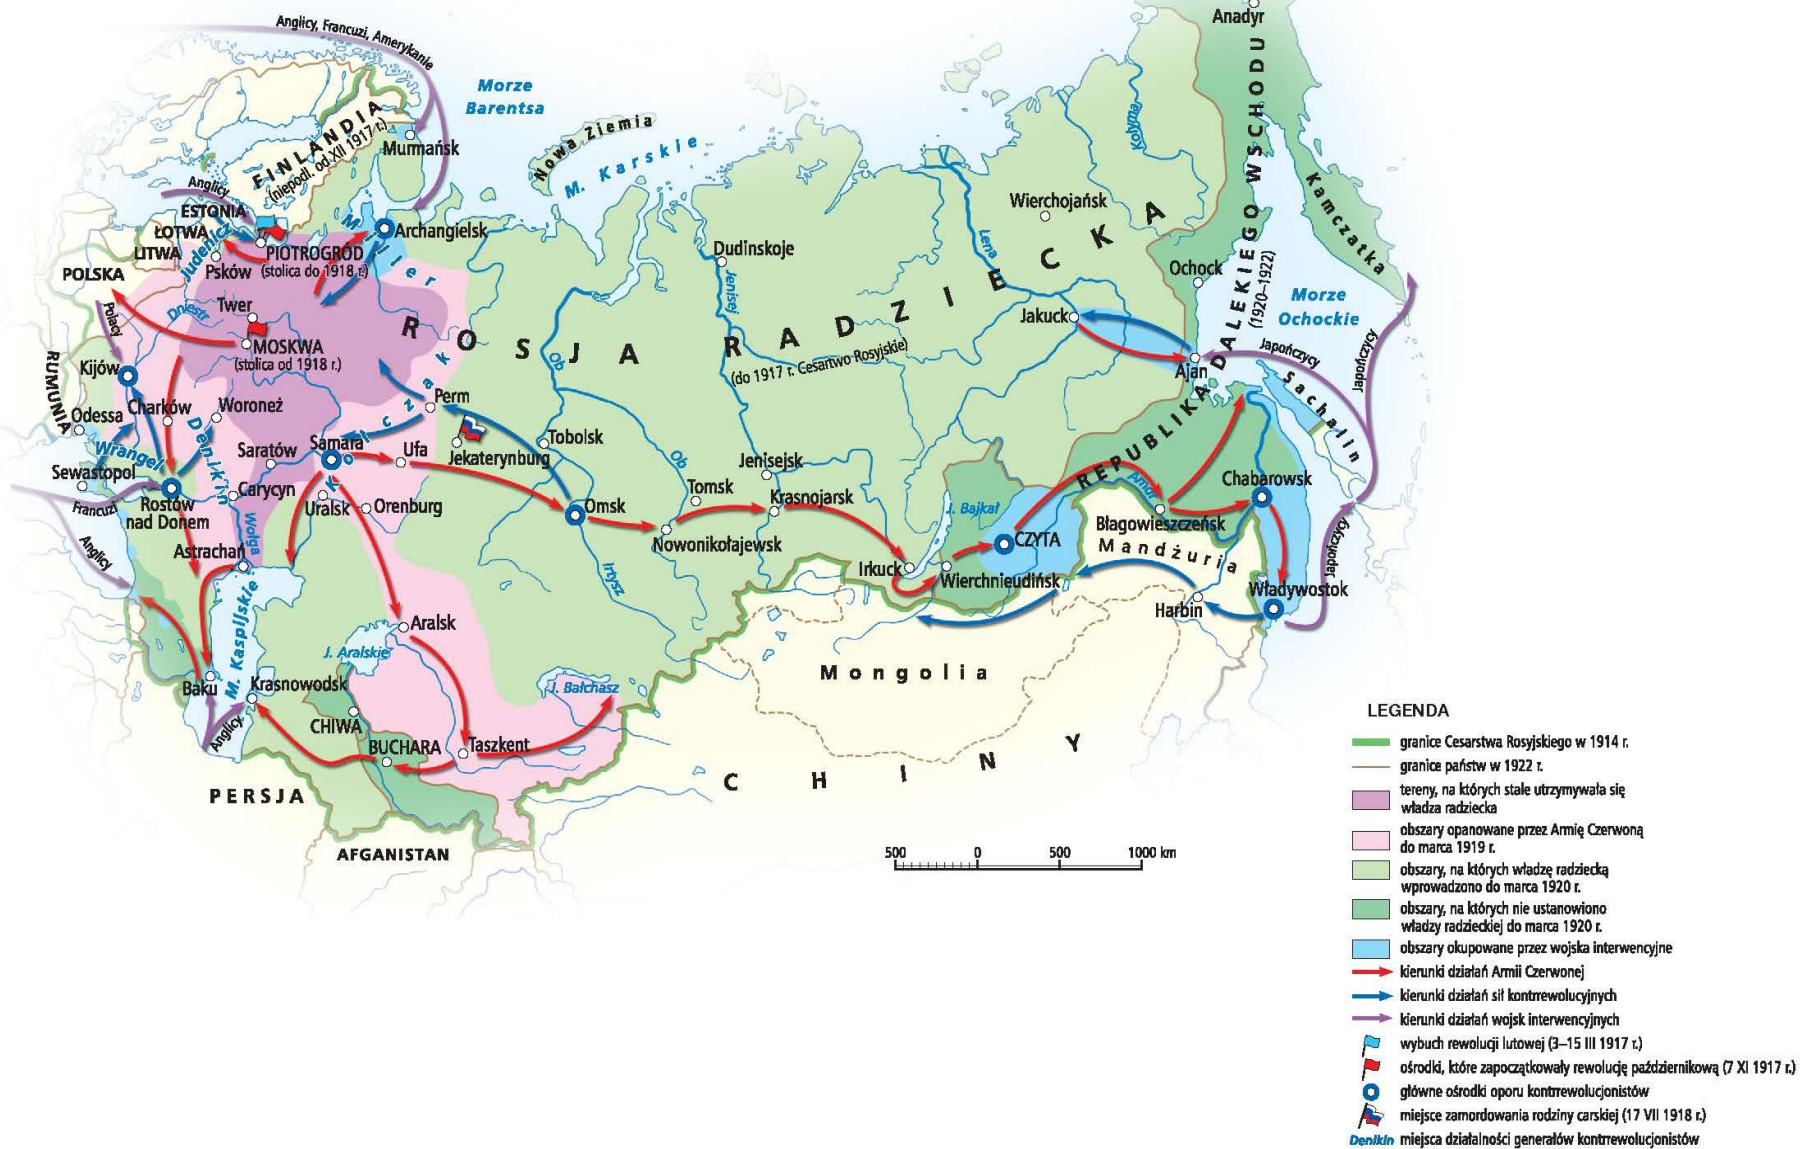 Anglicy, Francuzi, Amerykanie
Anadyr
Morze
Barentsa
Nowa Ziemia
M. Karskie
Kołyma
FINLANDIA
(niepodl. od XII 1917 r.)
Murmańsk
Anglicy
ESTONIA
ŁOTWA
LITWA
POLSKA
Judenicz
Psków
PIOTROGRÓD
(stolica do 1918 r.)
Archangielsk
Miller
Dudinskoje
Jenisej
Wierchojańsk
Lena
Ochock
Kamczatka
Morze
Ochockie
REPUBLIKA DALEKIEGO WSCHODU
(1920–1922)
ROSJA RADZIECKA
(do 1917 r. Cesartwo Rosyjskie)
Jakuck
Ajan
Japończycy
Japończycy
Sachalin
Polacy
Dniestr
Twer
MOSKWA
(stolica od 1918 r.)
RUMUNIA
Kijów
Odessa
Charków
Woroneż
Denikin
Wrangel
Sewastopol
Francuzi
Anglicy
Rostów
nad Donem
Saratów
Samara
Kołczak
Perm
Ufa
Jekaterynburg
Tobolsk
Ob
Ob
Carycyn
Uralsk
Orenburg
Wołga
Astrachań
Omsk
Tomsk
Jenisejsk
Krasnojarsk
Nowonikołajewsk
Irtysz
Irkuck
J. Bajkał
CZYTA
Wierchnieudińsk
Amur
Błagowieszczeńsk
Mandżuria
Chabarowsk
Władywostok
Japończycy
Harbin
Mongolia
M. Kaspijskie
Aralsk
J. Aralskie
J. Bałchasz
Baku
Krasnowodsk
Anglicy
CHIWA
BUCHARA
Taszkent
PERSJA
AFGANISTAN
CHINY
500 0 500 1000 km
LEGENDA
granice Cesarstwa Rosyjskiego w 1914 r.
granice państw w 1922 r.
tereny, na których stale utrzymywała się
władza radziecka
obszary opanowane przez Armię Czerwoną
do marca 1919 r.
obszary, na których władzę radziecką
wprowadzono do marca 1920 r.
obszary, na których nie ustanowiono
władzy radzieckiej do marca 1920 r.
obszary okupowane przez wojska interwencyjne
kierunki działań Armii Czerwonej
kierunki działań sił kontrrewolucyjnych
kierunki działań wojsk interwencyjnych
wybuch rewolucji lutowej (3–15 III 1917 r.)
ośrodki, które zapoczątkowały rewolucję październikową (7 XI 1917 r.)
główne ośrodki oporu kontrrewolucjonistów
miejsce zamordowania rodziny carskiej (17 VII 1918 r.)
Denikin miejsca działalności generałów kontrrewolucjonistów